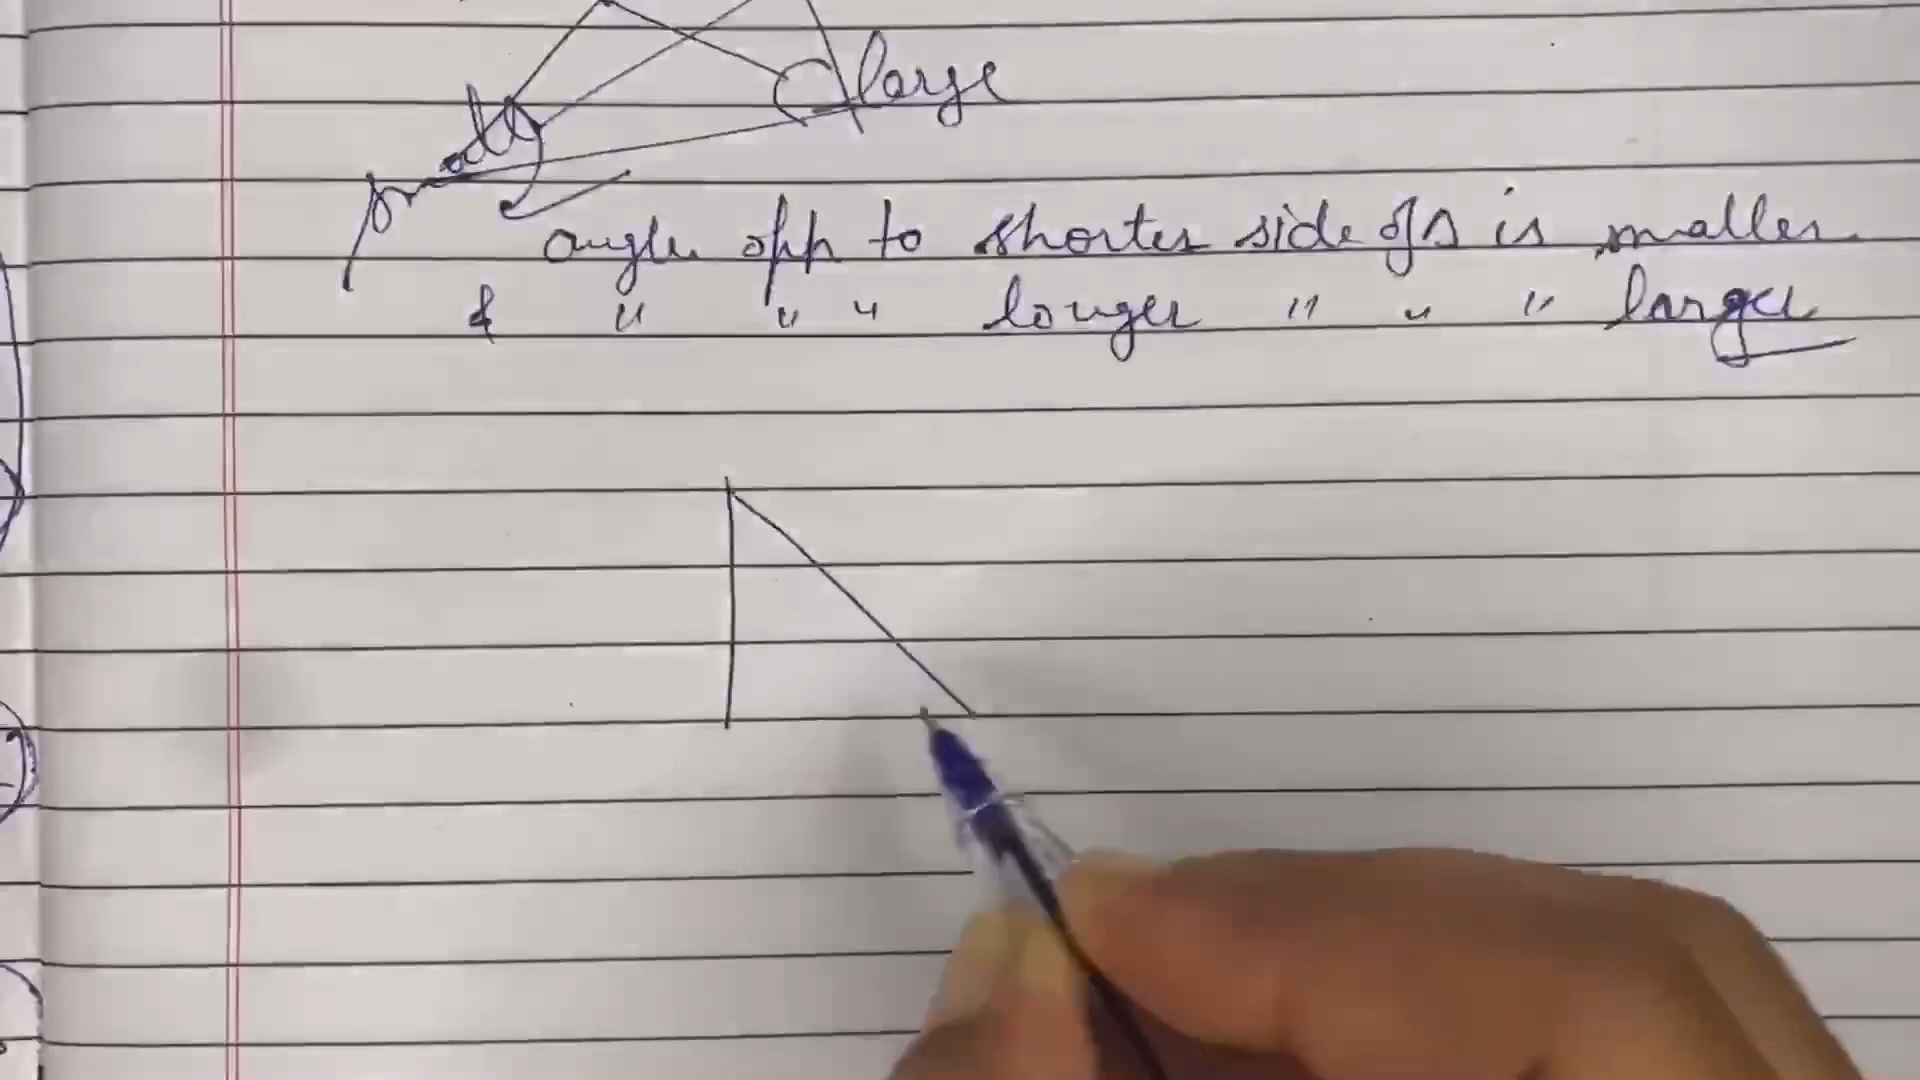 large
small
angle opp to shorter side of Δ is smaller
& " " " longer " " " larger